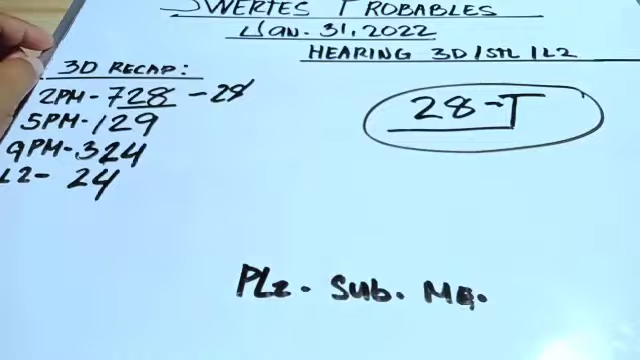 SWERTES PROBABLES
JAN. 31, 2022
HEARING 3D/STL/L2
3D RECAP:
2PM-728 - 28
5PM-129
9PM-324
L2- 24
28-T
PLz. Sub. ME.